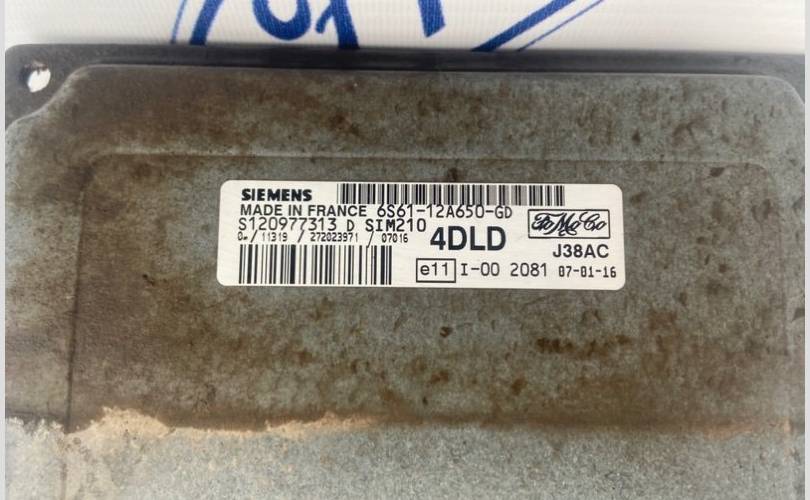 SIEMENS
MADE IN FRANCE 6S61-12A650-GD
S120977313 D SIM210
4DLD
FoMoCo
11319 / 272023971 / 07016
J38AC
e11 I-00 2081 07-01-16